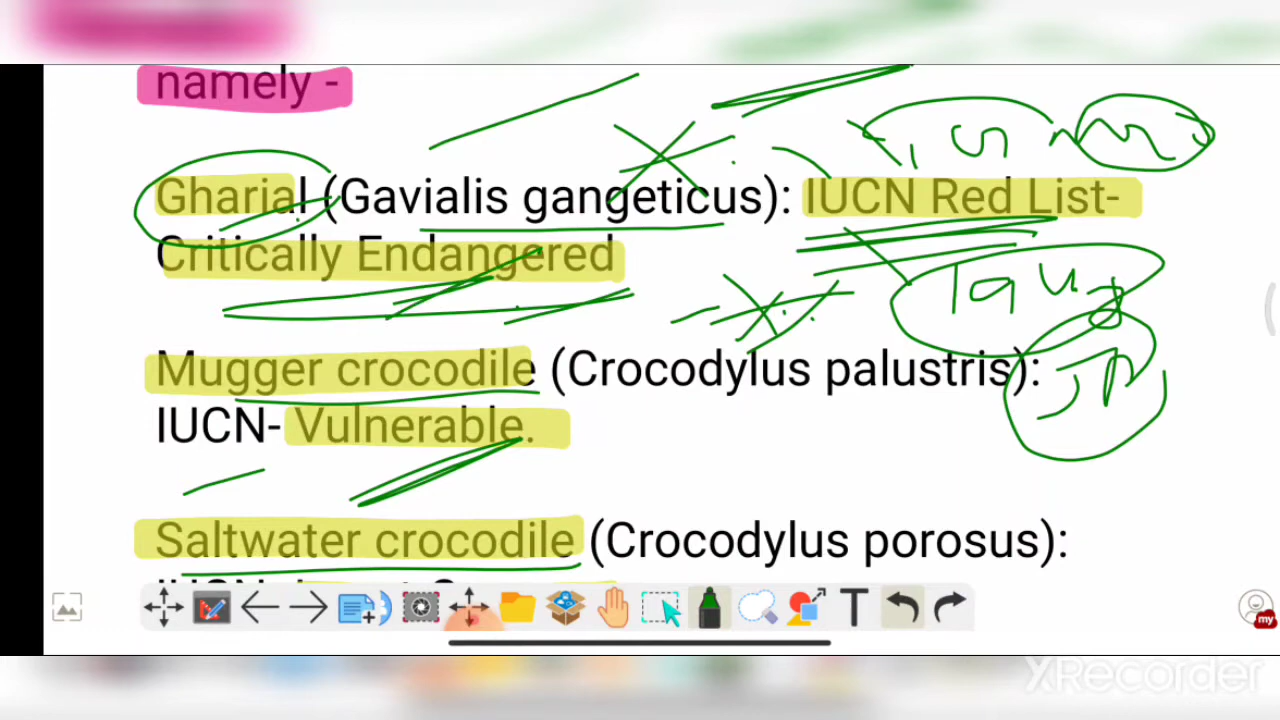 namely -
Gharial (Gavialis gangeticus): IUCN Red List-
Critically Endangered
Mugger crocodile (Crocodylus palustris):
IUCN- Vulnerable.
Saltwater crocodile (Crocodylus porosus):
T
my
XRecorder